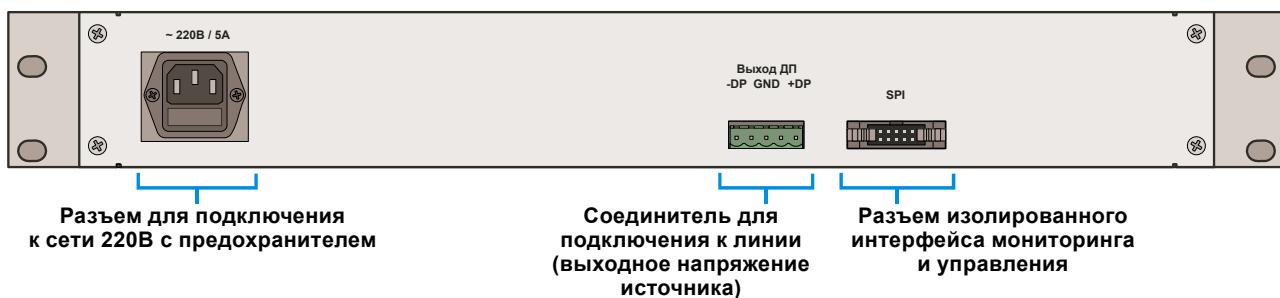 ~ 220В / 5А
Выход ДП
-DP GND +DP
SPI
Разъем для подключения
к сети 220В с предохранителем
Соединитель для
подключения к линии
(выходное напряжение
источника)
Разъем изолированного
интерфейса мониторинга
и управления